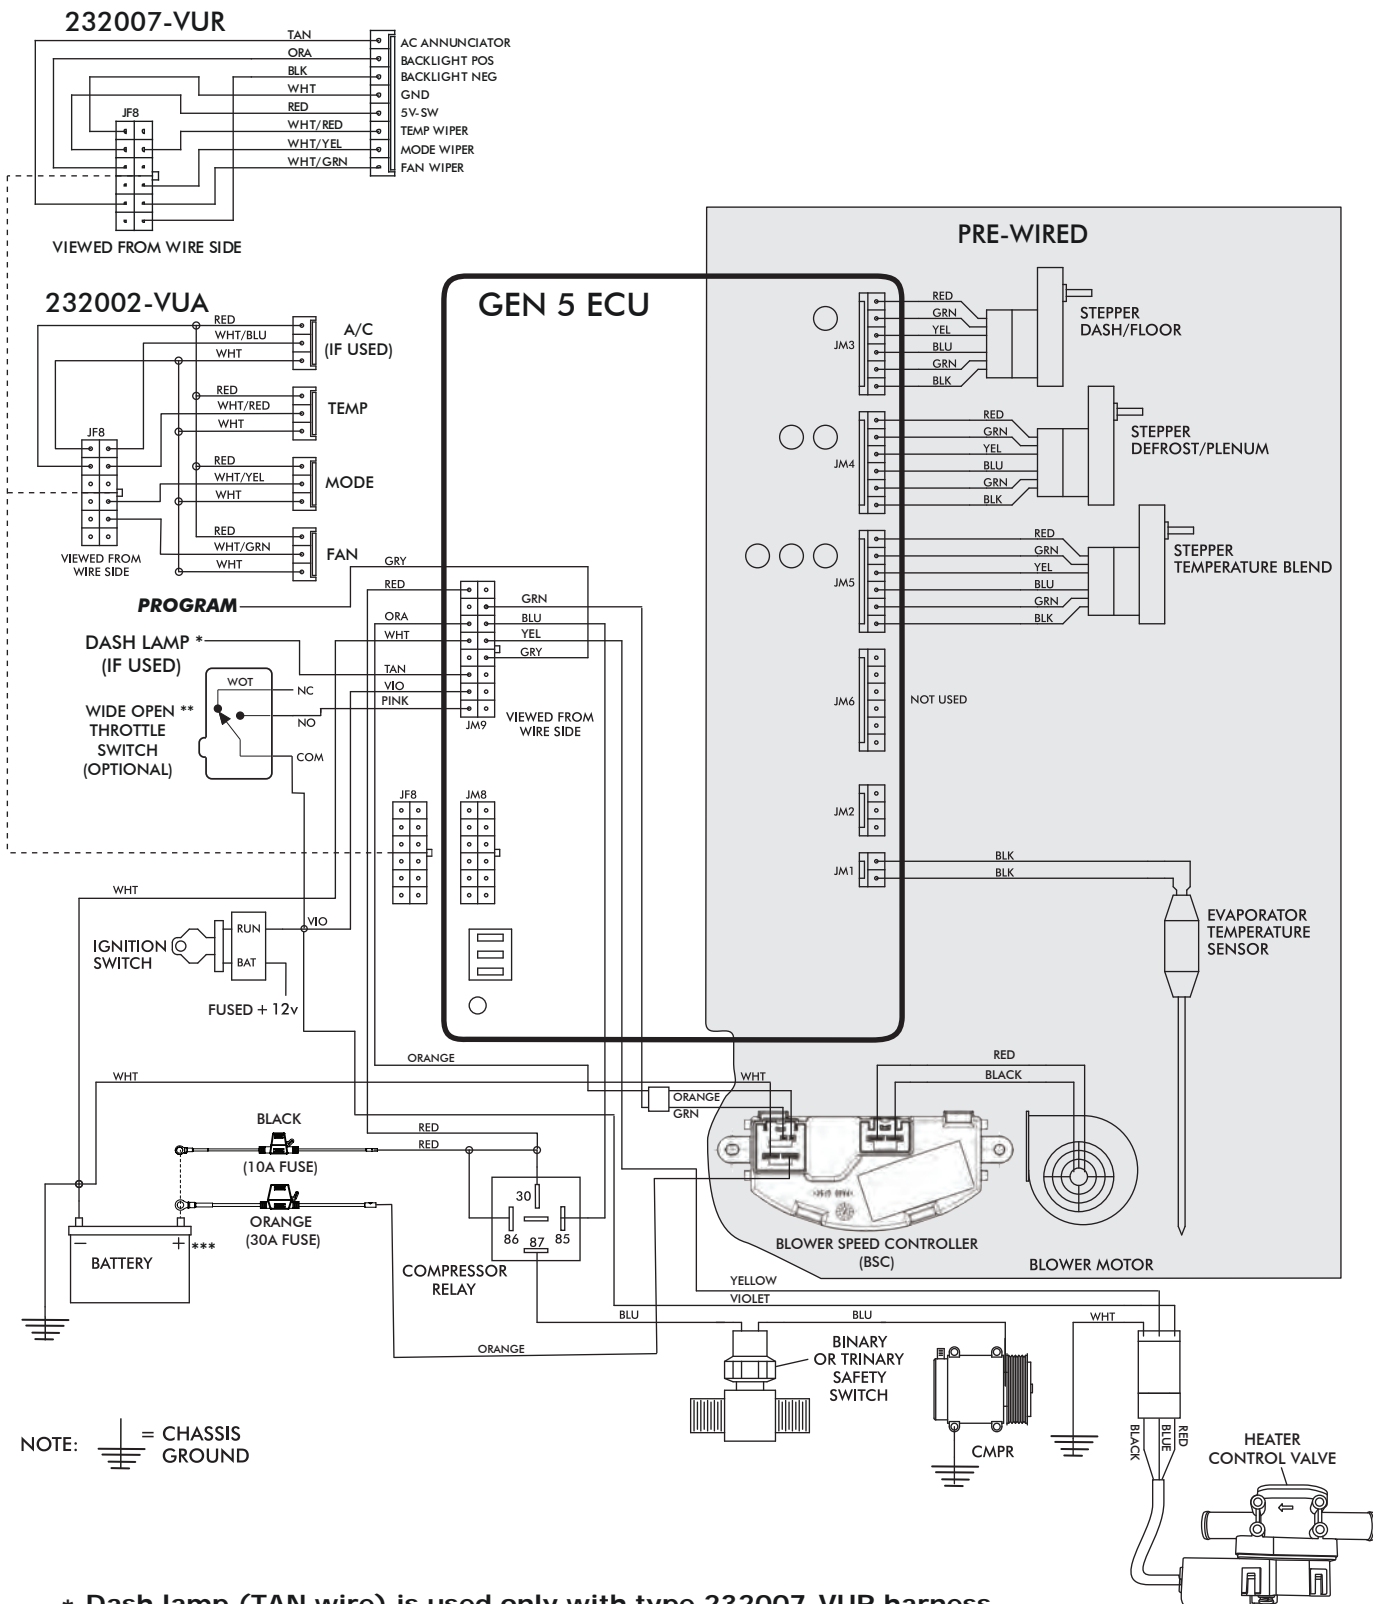 232007-VUR
TAN
AC ANNUNCIATOR
ORA
BACKLIGHT POS
BLK
BACKLIGHT NEG
WHT
GND
RED
5V-SW
WHT/RED
TEMP WIPER
WHT/YEL
MODE WIPER
WHT/GRN
FAN WIPER
JF8
VIEWED FROM WIRE SIDE
232002-VUA
RED
WHT/BLU
WHT
A/C
(IF USED)
RED
WHT/RED
WHT
TEMP
JF8
RED
WHT/YEL
WHT
MODE
RED
WHT/GRN
WHT
FAN
VIEWED FROM
WIRE SIDE
GEN 5 ECU
PRE-WIRED
JM3
RED
GRN
YEL
BLU
GRN
BLK
STEPPER
DASH/FLOOR
JM4
RED
GRN
YEL
BLU
GRN
BLK
STEPPER
DEFROST/PLENUM
JM5
RED
GRN
YEL
BLU
GRN
BLK
STEPPER
TEMPERATURE BLEND
JM6
NOT USED
JM2
JM1
BLK
BLK
EVAPORATOR
TEMPERATURE
SENSOR
PROGRAM
GRY
RED
GRN
ORA
BLU
WHT
YEL
GRY
DASH LAMP *
(IF USED)
TAN
VIO
PINK
JM9
VIEWED FROM
WIRE SIDE
WOT
NC
NO
COM
WIDE OPEN **
THROTTLE
SWITCH
(OPTIONAL)
JF8
JM8
WHT
VIO
RUN
BAT
IGNITION
SWITCH
FUSED + 12v
ORANGE
WHT
WHT
ORANGE
GRN
RED
BLACK
BLACK
(10A FUSE)
RED
RED
ORANGE
(30A FUSE)
30
86
87
85
COMPRESSOR
RELAY
- + ***
BATTERY
BLOWER SPEED CONTROLLER
(BSC)
BLOWER MOTOR
YELLOW
VIOLET
BLU
BLU
WHT
ORANGE
BINARY
OR TRINARY
SAFETY
SWITCH
CMPR
BLACK
BLUE
RED
HEATER
CONTROL VALVE
NOTE:
= CHASSIS
GROUND
* Dash lamp (TAN wire) is used only with type 232007-VUR harness